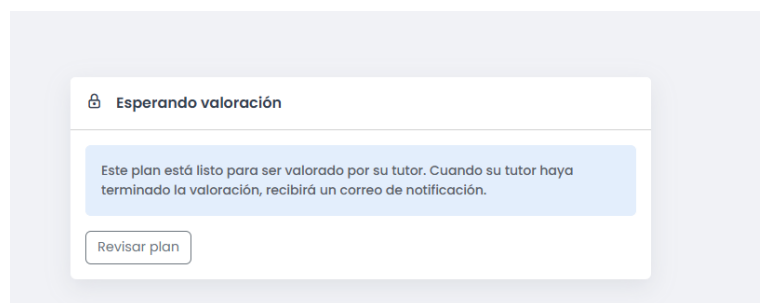 Esperando valoración
Este plan está listo para ser valorado por su tutor. Cuando su tutor haya
terminado la valoración, recibirá un correo de notificación.
Revisar plan